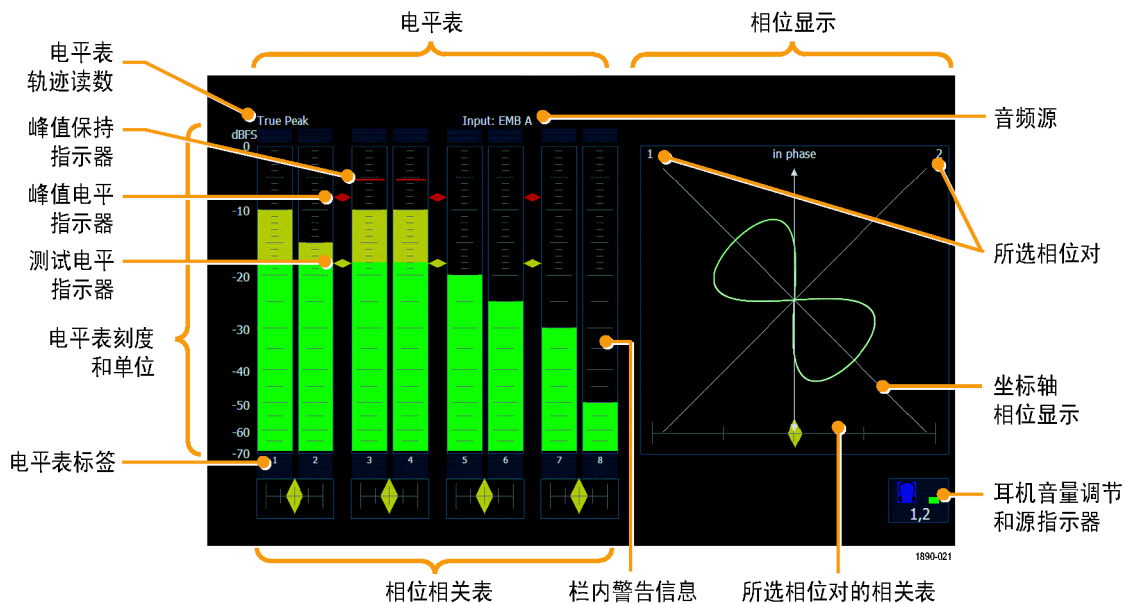 电平表
相位显示
电平表
轨迹读数
True Peak
Input: EMB A
音频源
dBFS
峰值保持
指示器
0
1
in phase
2
峰值电平
指示器
-10
测试电平
指示器
-20
所选相位对
电平表刻度
和单位
-30
-40
坐标轴
相位显示
-50
-60
-70
电平表标签
1
2
3
4
5
6
7
8
耳机音量调节
和源指示器
1,2
1890-021
相位相关表
栏内警告信息
所选相位对的相关表